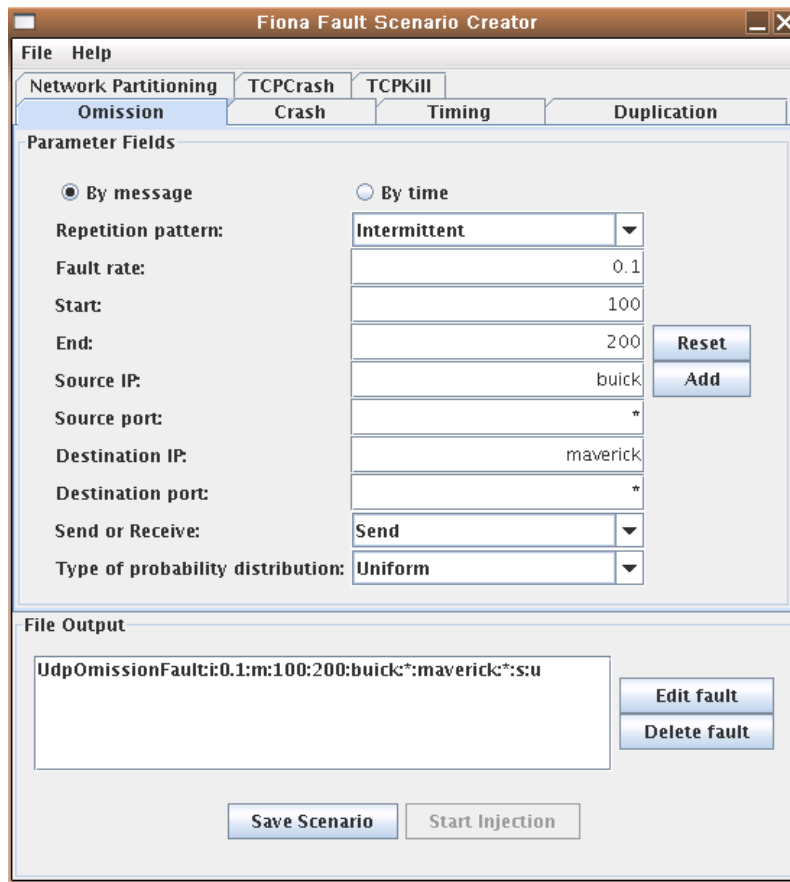 Fiona Fault Scenario Creator
File Help
Network Partitioning TCPCrash TCPKill
Omission Crash Timing Duplication
Parameter Fields
By message By time
Repetition pattern: Intermittent
Fault rate: 0.1
Start: 100
End: 200 Reset
Source IP: buick Add
Source port: *
Destination IP: maverick
Destination port: *
Send or Receive: Send
Type of probability distribution: Uniform
File Output
UdpOmissionFault:i:0.1:m:100:200:buick:*:maverick:*:s:u
Edit fault
Delete fault
Save Scenario Start Injection